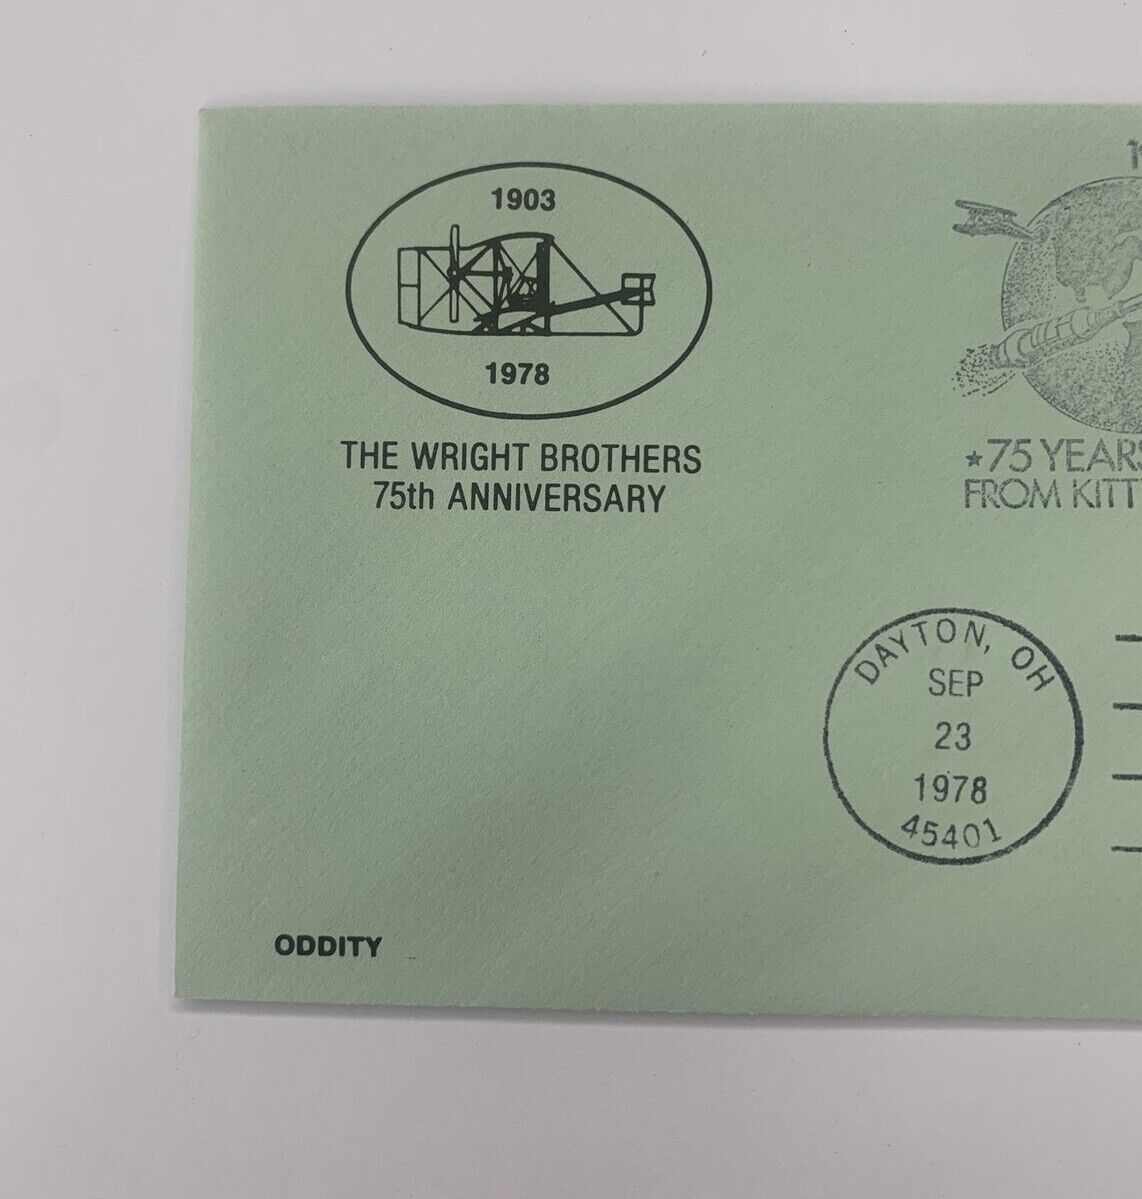 1903
1978
THE WRIGHT BROTHERS
75th ANNIVERSARY
★75 YEARS
FROM KITT
DAYTON, OH
SEP
23
1978
45401
ODDITY